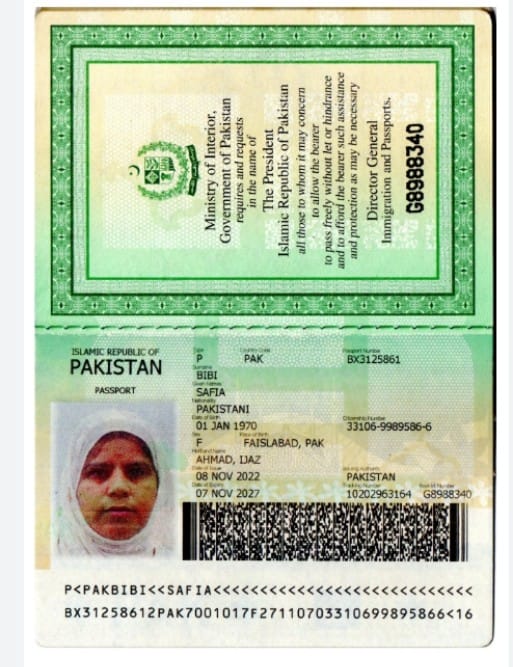 Ministry of Interior,
Government of Pakistan
requires and requests
in the name of
The President
Islamic Republic of Pakistan
all those to whom it may concern
to allow the bearer
to pass freely without let or hindrance
and to afford the bearer such assistance
and protection as may be necessary
Director General
Immigration and Passports.
G8988340
ISLAMIC REPUBLIC OF
PAKISTAN
PASSPORT
Type Country Code Passport Number
P PAK BX3125861
Surname
BIBI
Given Names
SAFIA
Nationality
PAKISTANI
Date of Birth Citizenship Number
01 JAN 1970 33106-9989586-6
Sex Place of Birth
F FAISLABAD, PAK
Husband Name
AHMAD, IJAZ
Date of Issue Issuing Authority
08 NOV 2022 PAKISTAN
Date of Expiry Tracking Number Booklet Number
07 NOV 2027 10202963164 G8988340
P<PAKBIBI<<SAFIA<<<<<<<<<<<<<<<<<<<<<<<<<<<<
BX31258612PAK7001017F27110703310699895866<16